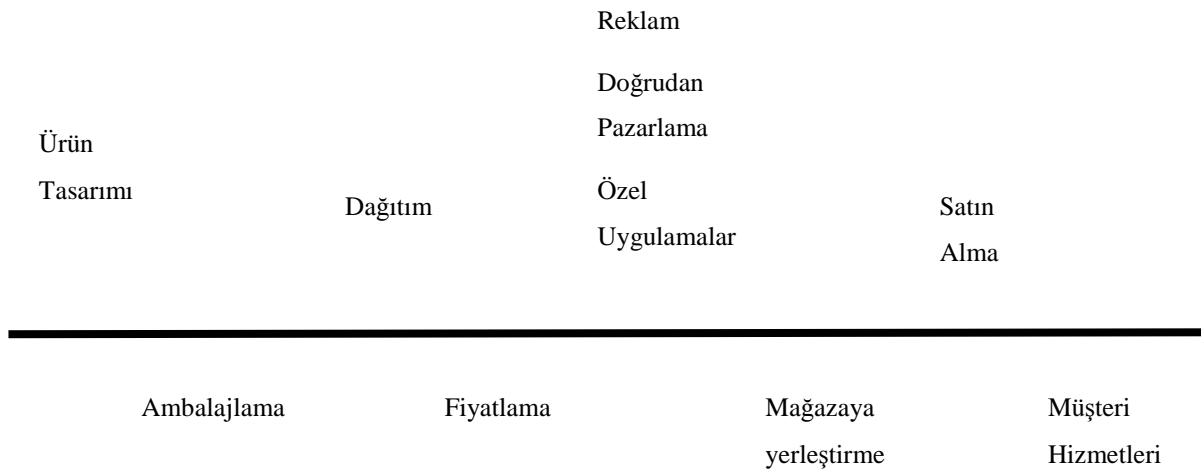 Reklam
Doğrudan
Pazarlama
Ürün
Tasarımı
Dağıtım
Özel
Uygulamalar
Satın
Alma
Ambalajlama
Fiyatlama
Mağazaya
yerleştirme
Müşteri
Hizmetleri